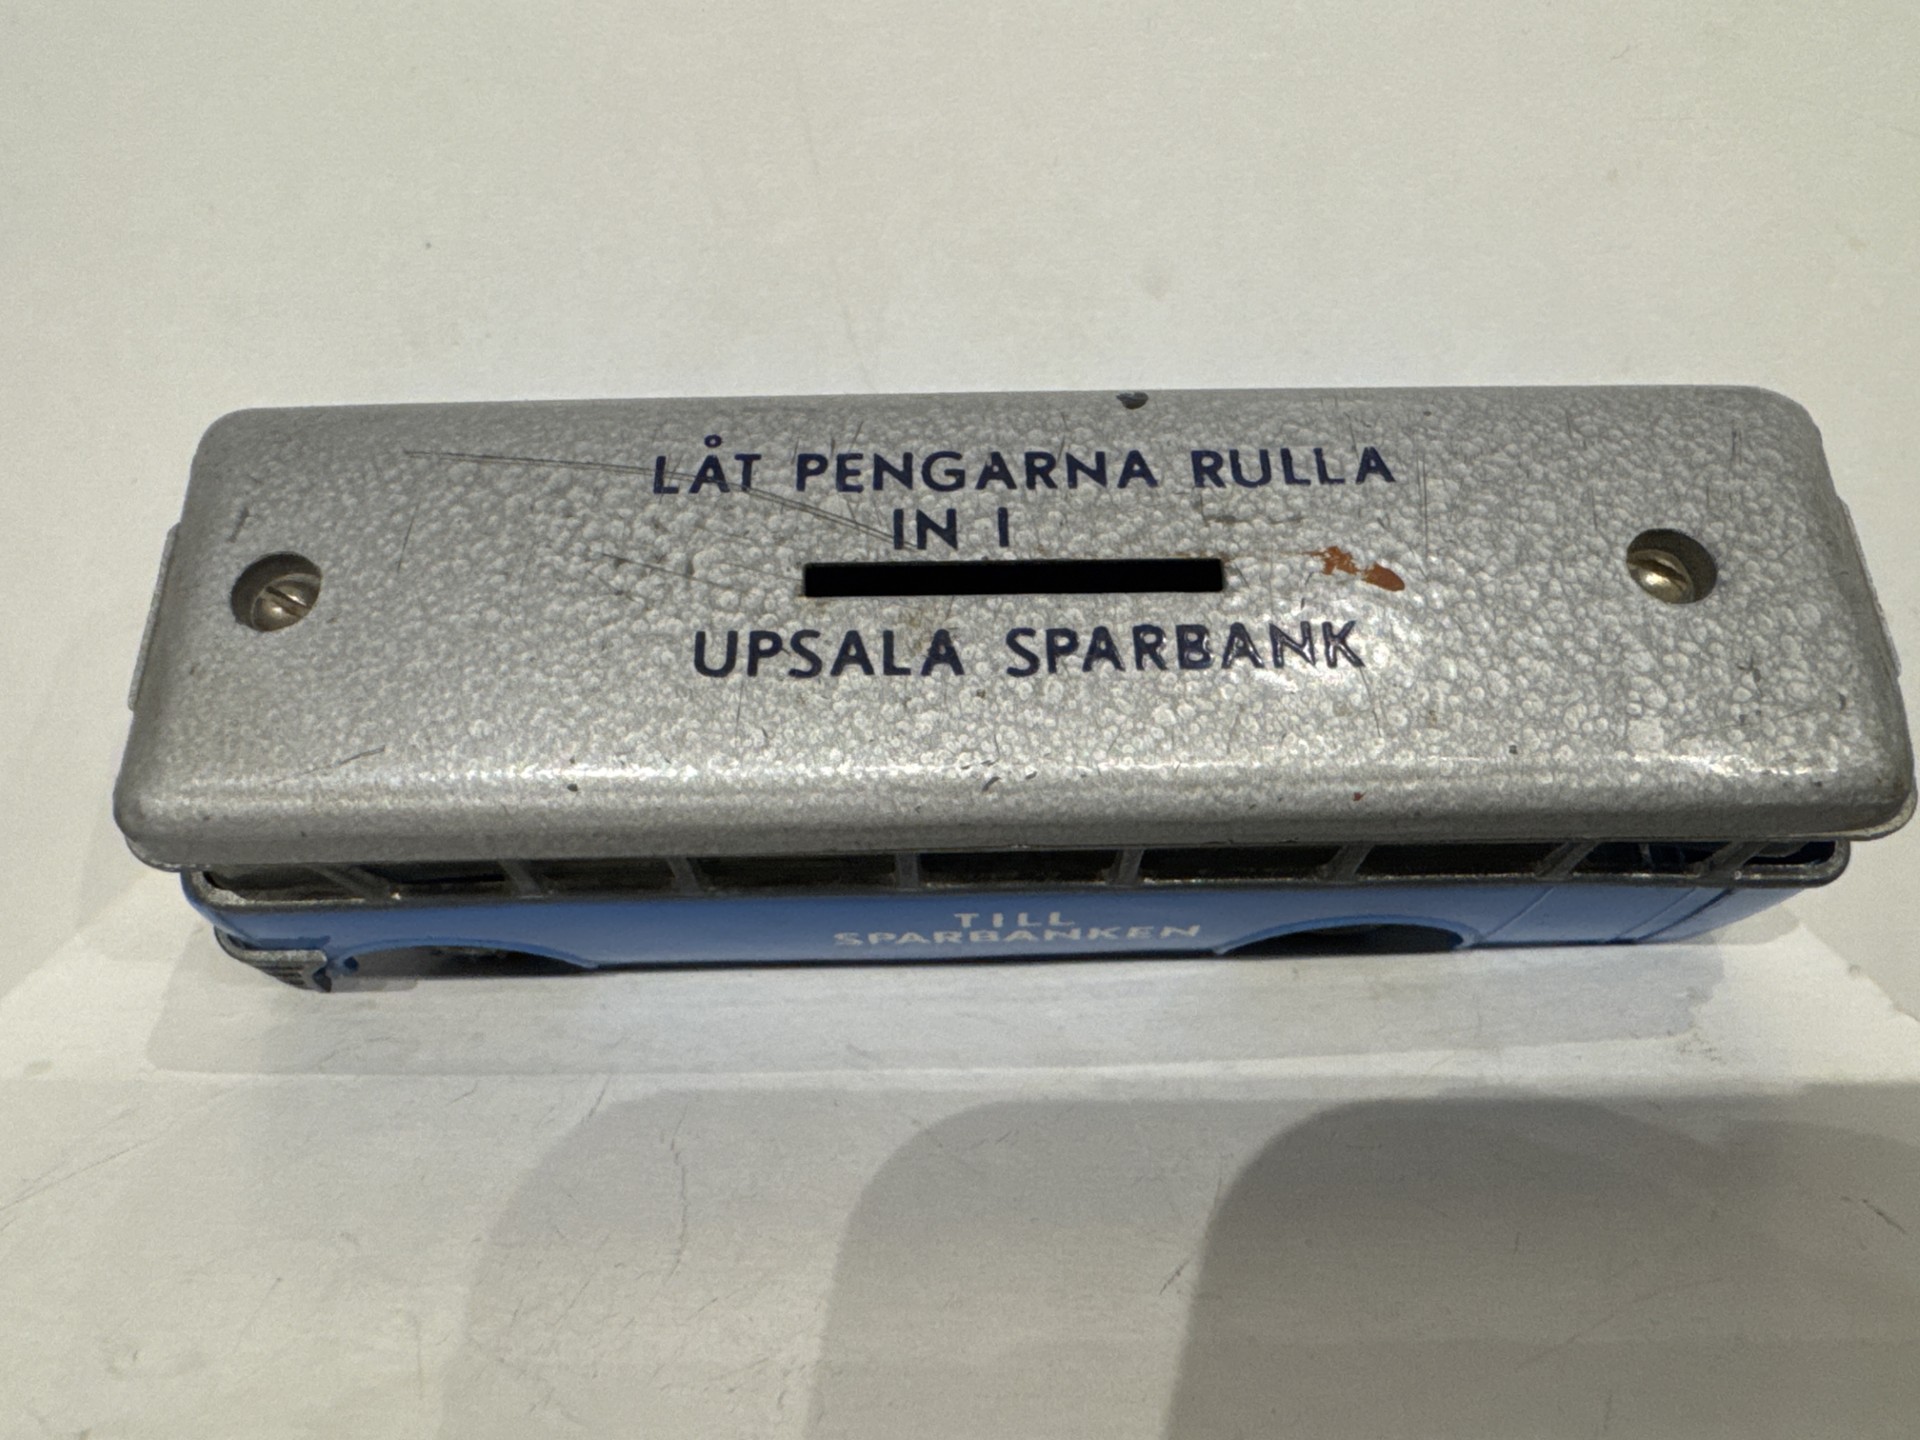 LÅT PENGARNA RULLA
IN I
UPSALA SPARBANK
TILL
SPARBANKEN